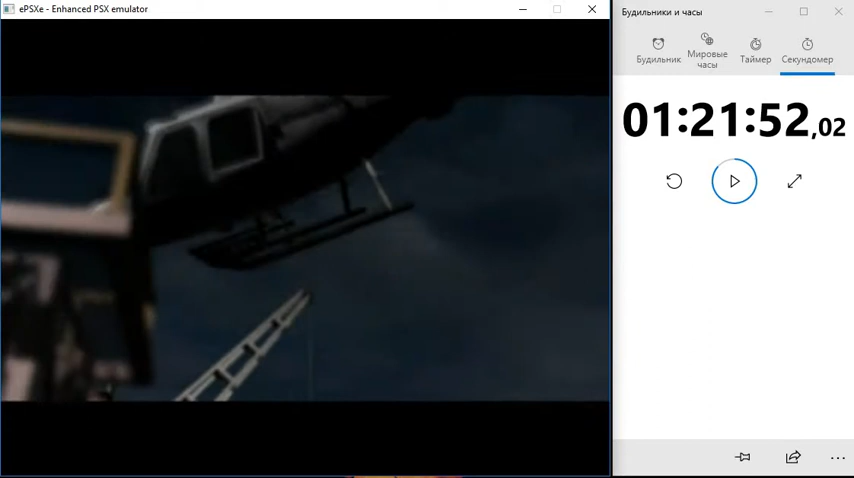 ePSXe - Enhanced PSX emulator
Будильники и часы
Будильник
Мировые
часы
Таймер
Секундомер
01:21:52,02